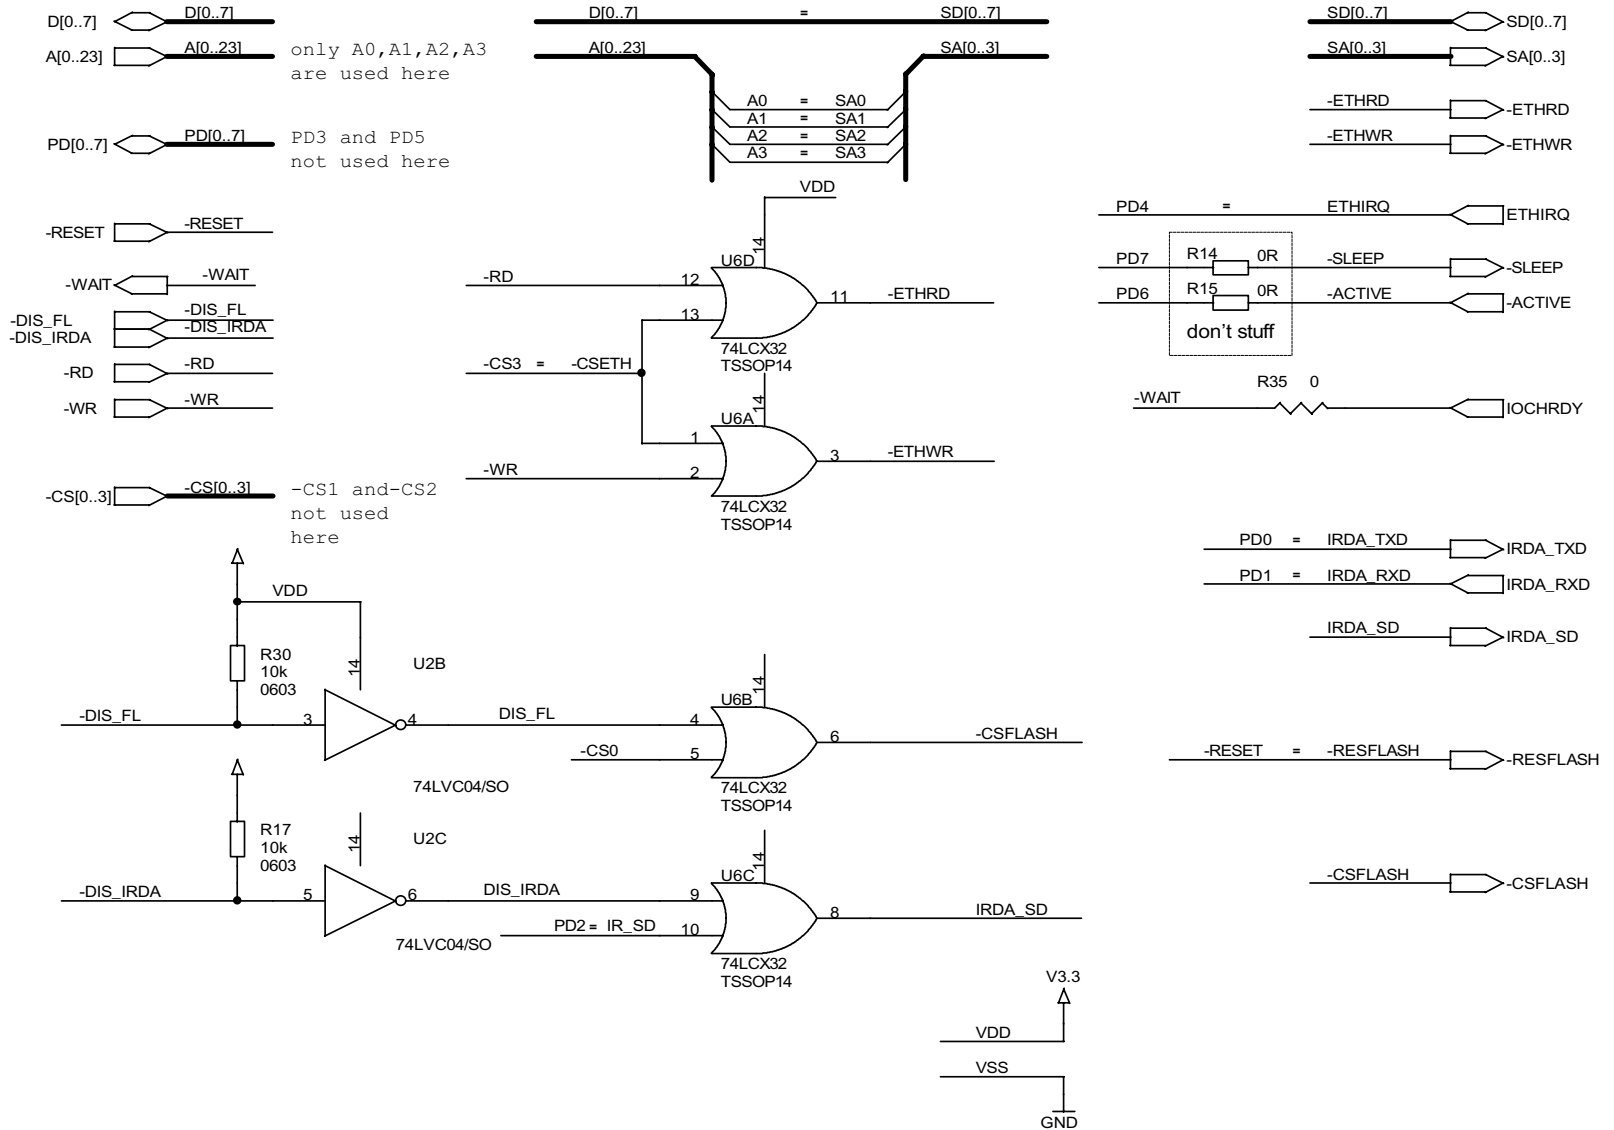 D[0..7]
D[0..7]
D[0..7] = SD[0..7]
SD[0..7]
SD[0..7]
A[0..23]
A[0..23]
only A0,A1,A2,A3
are used here
A[0..23]
SA[0..3]
SA[0..3]
SA[0..3]
A0 = SA0
A1 = SA1
A2 = SA2
A3 = SA3
-ETHRD
-ETHRD
-ETHWR
-ETHWR
PD[0..7]
PD[0..7]
PD3 and PD5
not used here
VDD
PD4 = ETHIRQ
ETHIRQ
-RESET
-RESET
-WAIT
-WAIT
-DIS_FL
-DIS_FL
-DIS_IRDA
-DIS_IRDA
-RD
-RD
-WR
-WR
-CS[0..3]
-CS[0..3]
-CS1 and-CS2
not used
here
14
U6D
-RD
12
13
11
-ETHRD
74LCX32
TSSOP14
-CS3 = -CSETH
14
U6A
1
-WR
2
3
-ETHWR
74LCX32
TSSOP14
PD7
R14
0R
-SLEEP
-SLEEP
PD6
R15
0R
-ACTIVE
-ACTIVE
don't stuff
-WAIT
R35
0
IOCHRDY
PD0 = IRDA_TXD
IRDA_TXD
PD1 = IRDA_RXD
IRDA_RXD
IRDA_SD
IRDA_SD
VDD
R30
10k
0603
14
U2B
-DIS_FL
3
4
DIS_FL
74LVC04/SO
14
U6B
4
-CS0
5
6
-CSFLASH
74LCX32
TSSOP14
-RESET = -RESFLASH
-RESFLASH
R17
10k
0603
14
U2C
-DIS_IRDA
5
6
DIS_IRDA
74LVC04/SO
14
U6C
9
PD2 = IR_SD
10
8
IRDA_SD
74LCX32
TSSOP14
-CSFLASH
-CSFLASH
V3.3
VDD
VSS
GND